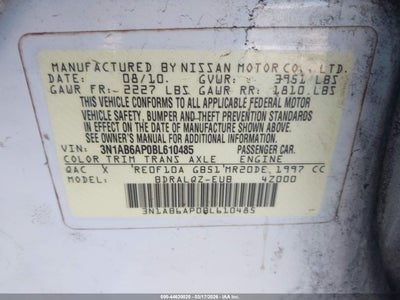 MANUFACTURED BY NISSAN MOTOR CO., LTD.
DATE: 08/10. GVWR: 3951 LBS
GAWR FR: 2227 LBS GAWR RR: 1810 LBS
THIS VEHICLE CONFORMS TO ALL APPLICABLE FEDERAL MOTOR
VEHICLE SAFETY, BUMPER AND THEFT PREVENTION STANDARDS
IN EFFECT ON THE DATE OF MANUFACTURE SHOWN ABOVE.
SEE OWNER'S MANUAL FOR
ADDITIONAL INFORMATION.
VIN: 3N1AB6AP0BL610485 PASSENGER CAR.
COLOR TRIM TRANS AXLE ENGINE
QAC X RE0F10A GB51 MR20DE, 1997 CC
MODEL: BDRALQZ-EUB 4Z000
3N1AB6AP0BL610485